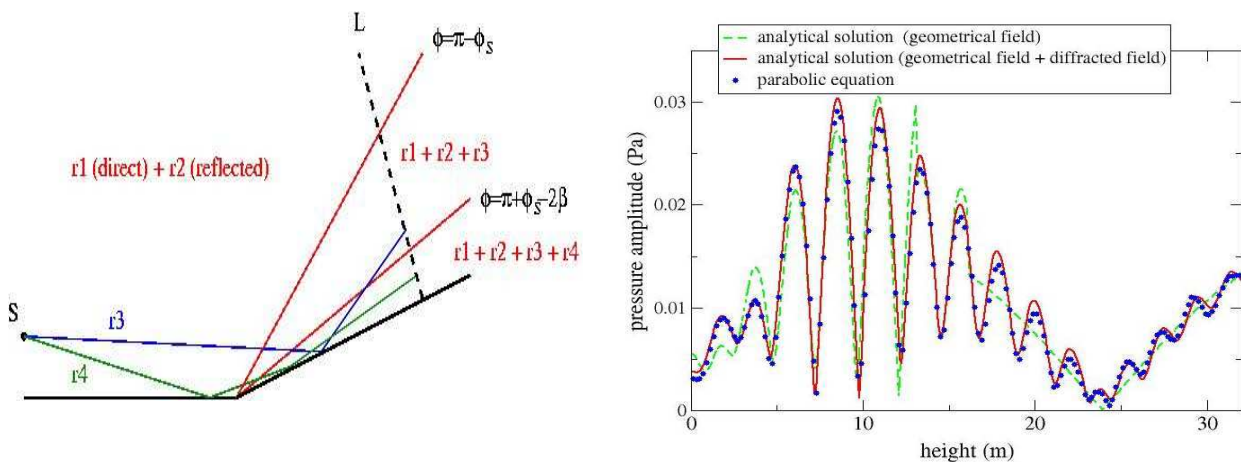 L
ϕ=π−ϕs
r1 (direct) + r2 (reflected)
r1 + r2 + r3
ϕ=π+ϕs−2β
r1 + r2 + r3 + r4
S
r3
r4
analytical solution (geometrical field)
analytical solution (geometrical field + diffracted field)
parabolic equation
pressure amplitude (Pa)
0.03
0.02
0.01
0
0
10
20
30
height (m)